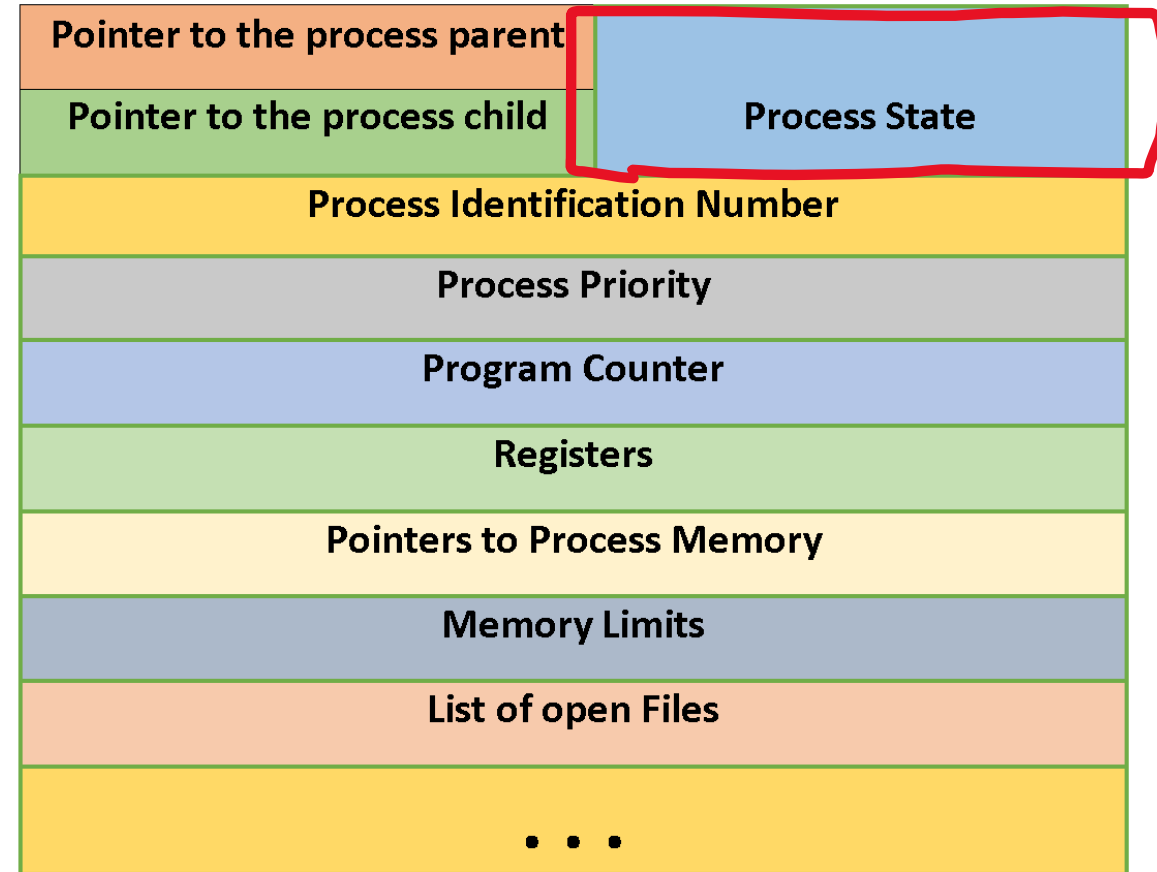 Pointer to the process parent
Pointer to the process child
Process State
Process Identification Number
Process Priority
Program Counter
Registers
Pointers to Process Memory
Memory Limits
List of open Files
. . .